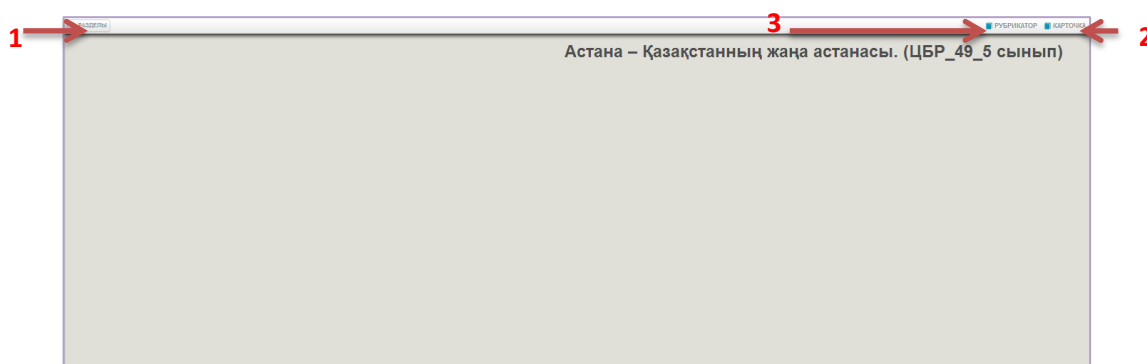 РАЗДЕЛЫ
3
РУБРИКАТОР КАРТОЧКА
1
2
Астана – Қазақстанның жаңа астанасы. (ЦБР_49_5 сынып)